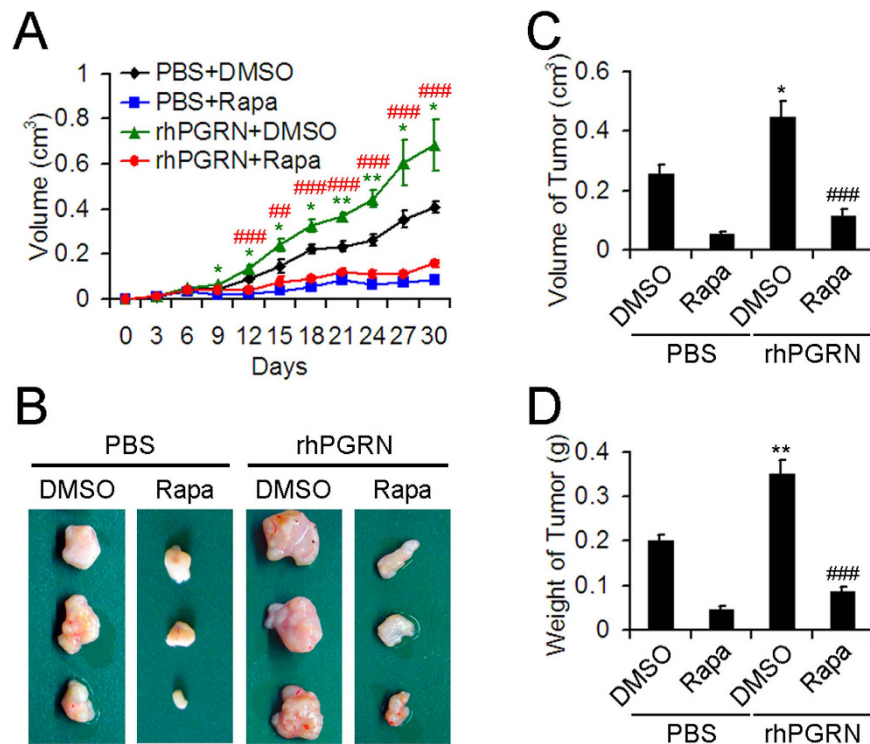 A
Volume (cm³)
1
0.8
0.6
0.4
0.2
0
PBS+DMSO
PBS+Rapa
rhPGRN+DMSO
rhPGRN+Rapa
*
###
*
##
*
###
*
###
**
###
**
###
*
###
*
0 3 6 9 12 15 18 21 24 27 30
Days
B
PBS rhPGRN
DMSO Rapa DMSO Rapa
C
Volume of Tumor (cm³)
0.6
0.4
0.2
0
*
###
DMSO Rapa DMSO Rapa
PBS rhPGRN
D
Weight of Tumor (g)
0.4
0.3
0.2
0.1
0
**
###
DMSO Rapa DMSO Rapa
PBS rhPGRN